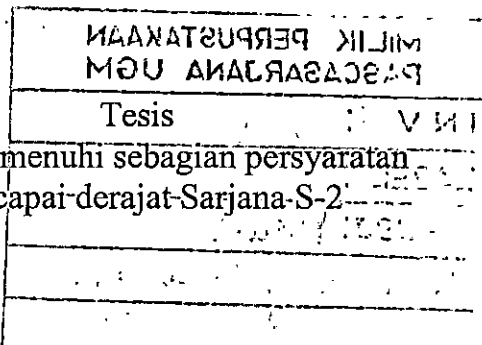 MILIK PERPUSTAKAAN
PASCASARJANA UGM
Tesis
menuhi sebagian persyaratan
capai derajat Sarjana S-2